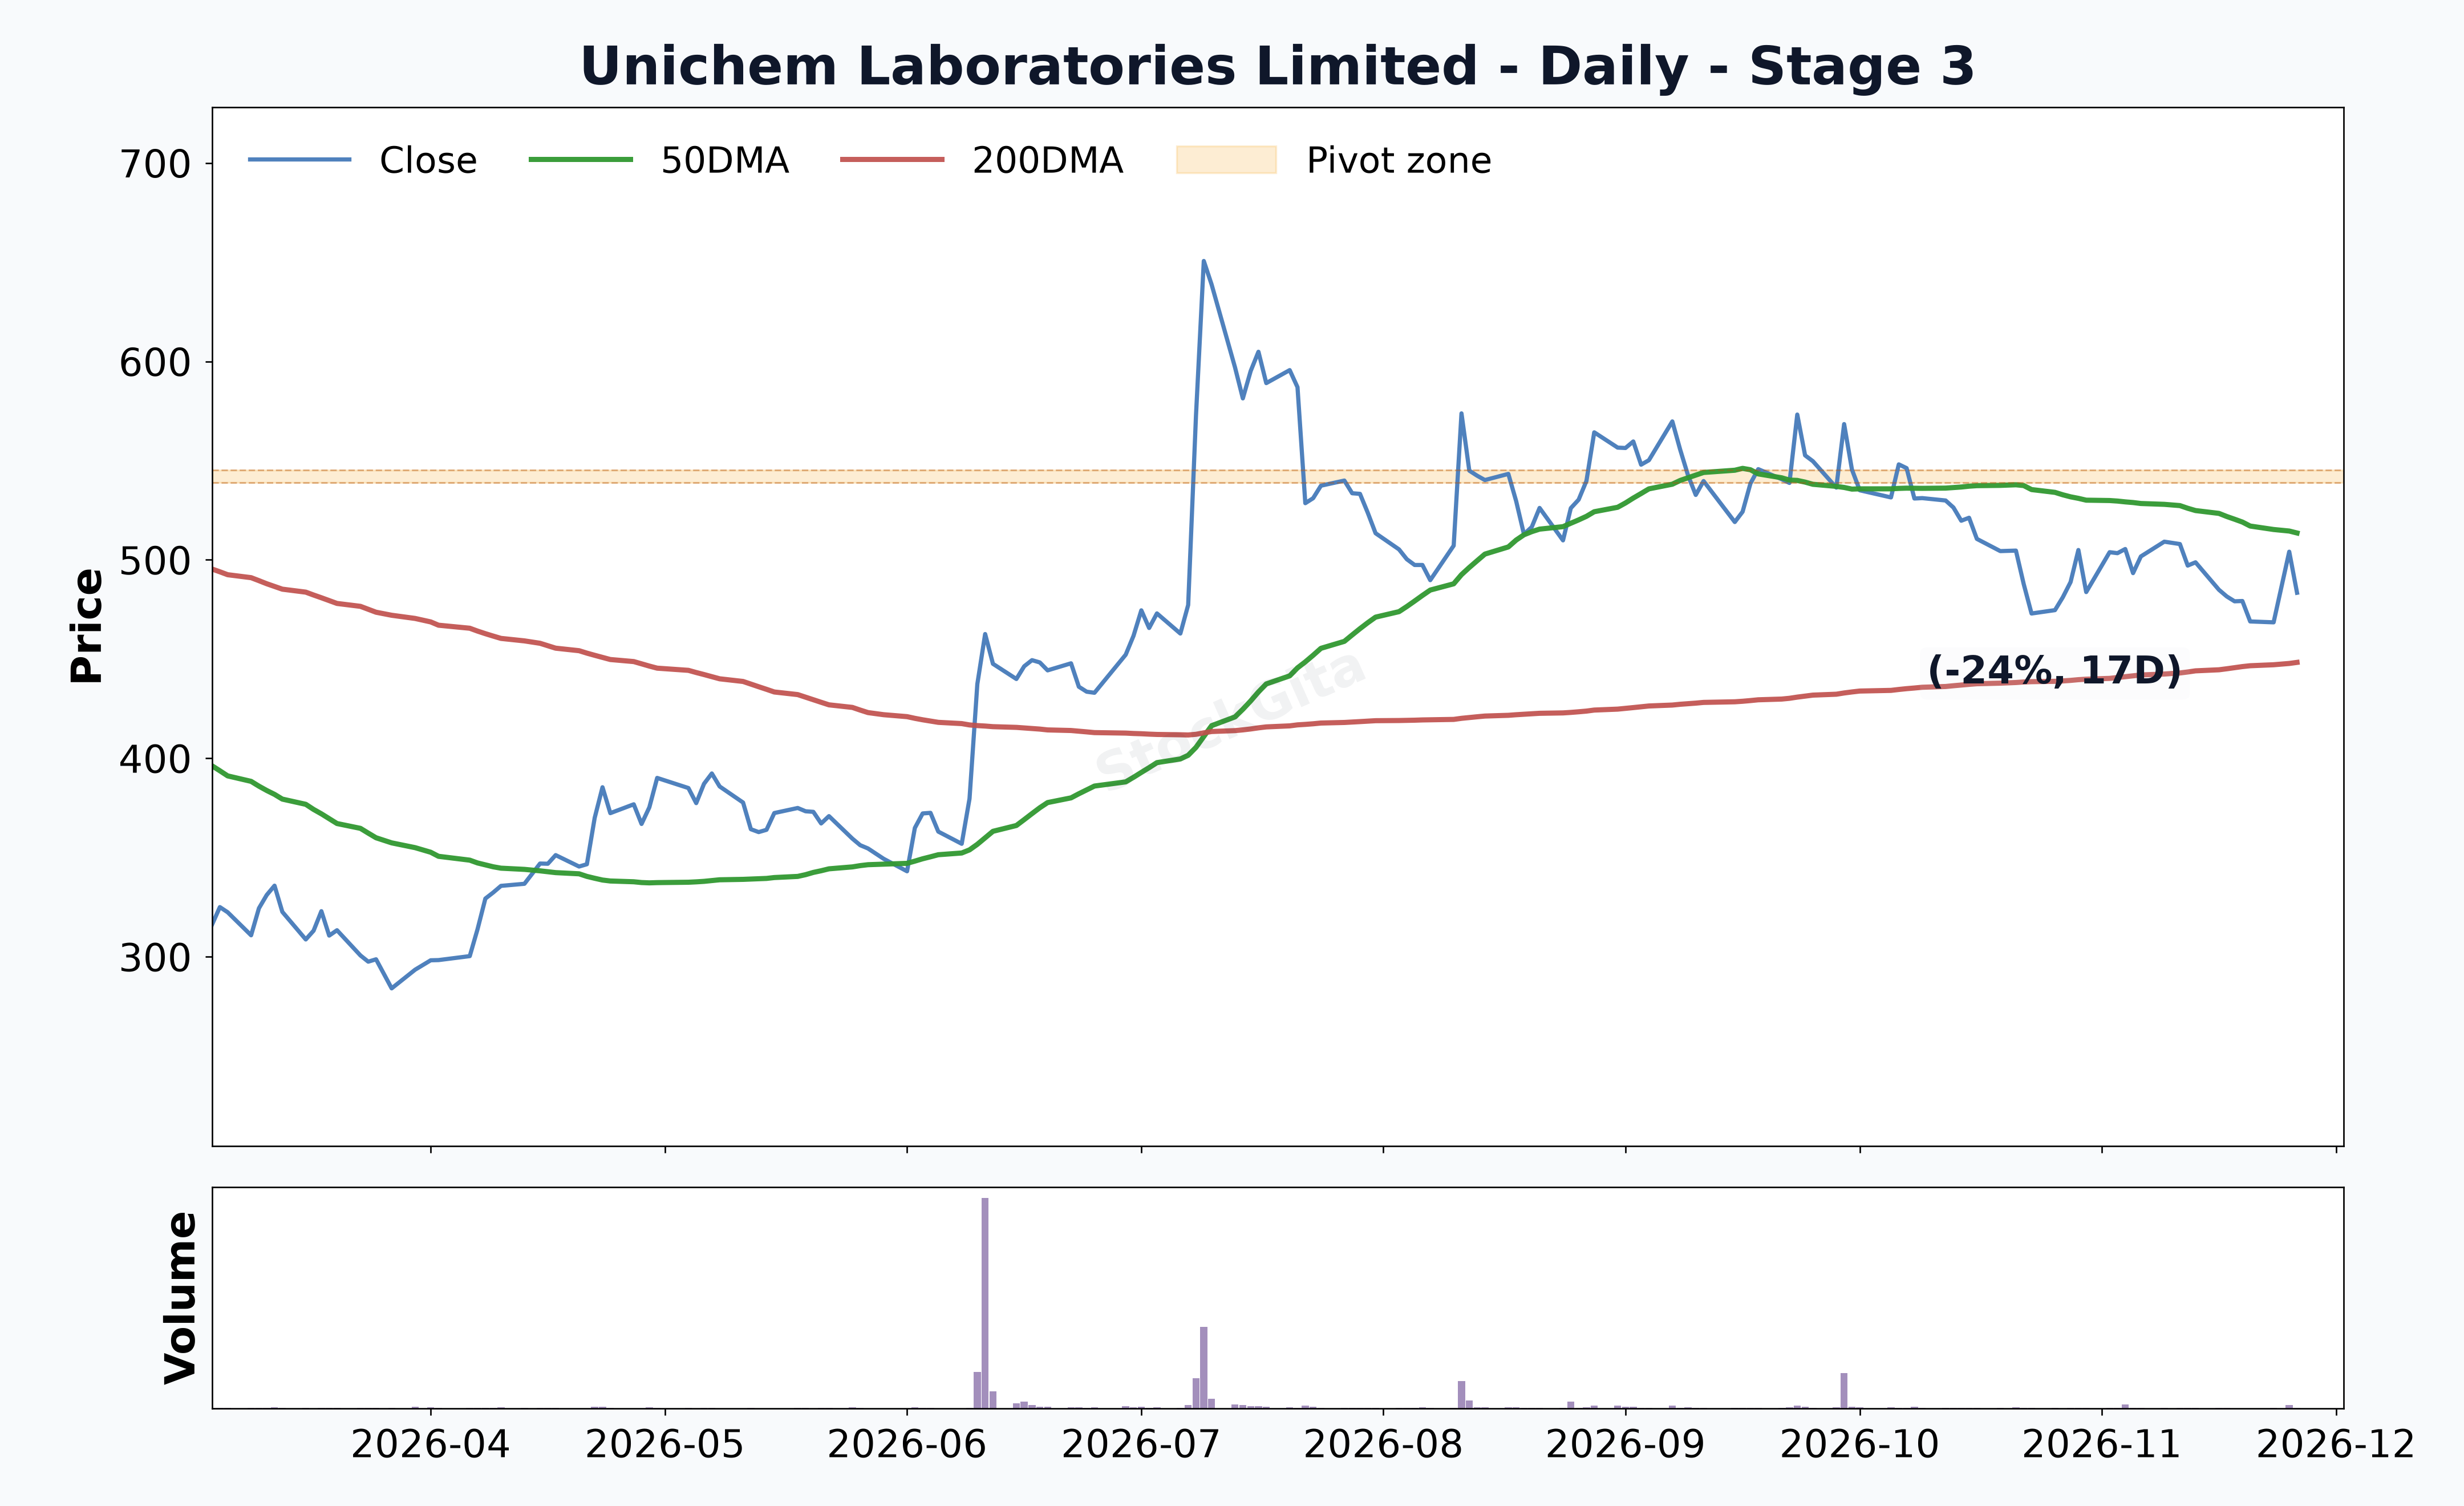 Unichem Laboratories Limited - Daily - Stage 3
Close 50DMA 200DMA Pivot zone
700
600
500
400
300
Price
StockGita
(-24%, 17D)
Volume
2026-04 2026-05 2026-06 2026-07 2026-08 2026-09 2026-10 2026-11 2026-12